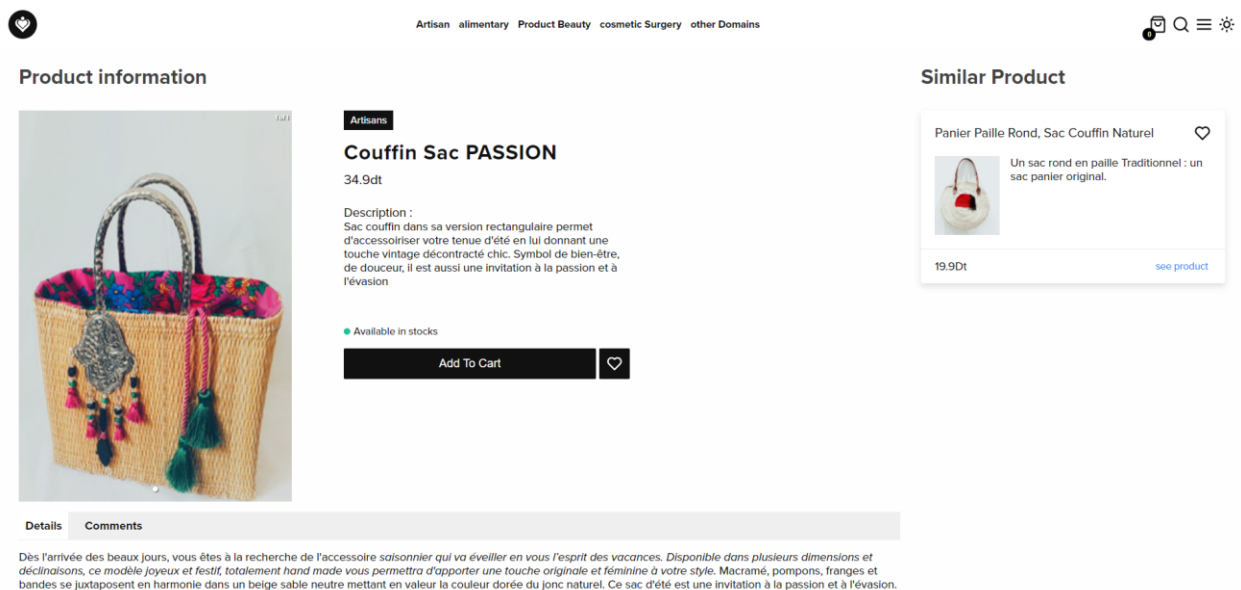 Artisan alimentary Product Beauty cosmetic Surgery other Domains
0
Product information
1 of 1
Artisans
Couffin Sac PASSION
34.9dt
Description :
Sac couffin dans sa version rectangulaire permet
d'accessoiriser votre tenue d'été en lui donnant une
touche vintage décontracté chic. Symbol de bien-être,
de douceur, il est aussi une invitation à la passion et à
l'évasion
Available in stocks
Add To Cart
Similar Product
Panier Paille Rond, Sac Couffin Naturel
Un sac rond en paille Traditionnel : un
sac panier original.
19.9Dt
see product
Details
Comments
Dès l'arrivée des beaux jours, vous êtes à la recherche de l'accessoire saisonnier qui va éveiller en vous l'esprit des vacances. Disponible dans plusieurs dimensions et
déclinaisons, ce modèle joyeux et festif, totalement hand made vous permettra d'apporter une touche originale et féminine à votre style. Macramé, pompons, franges et
bandes se juxtaposent en harmonie dans un beige sable neutre mettant en valeur la couleur dorée du jonc naturel. Ce sac d'été est une invitation à la passion et à l'évasion.